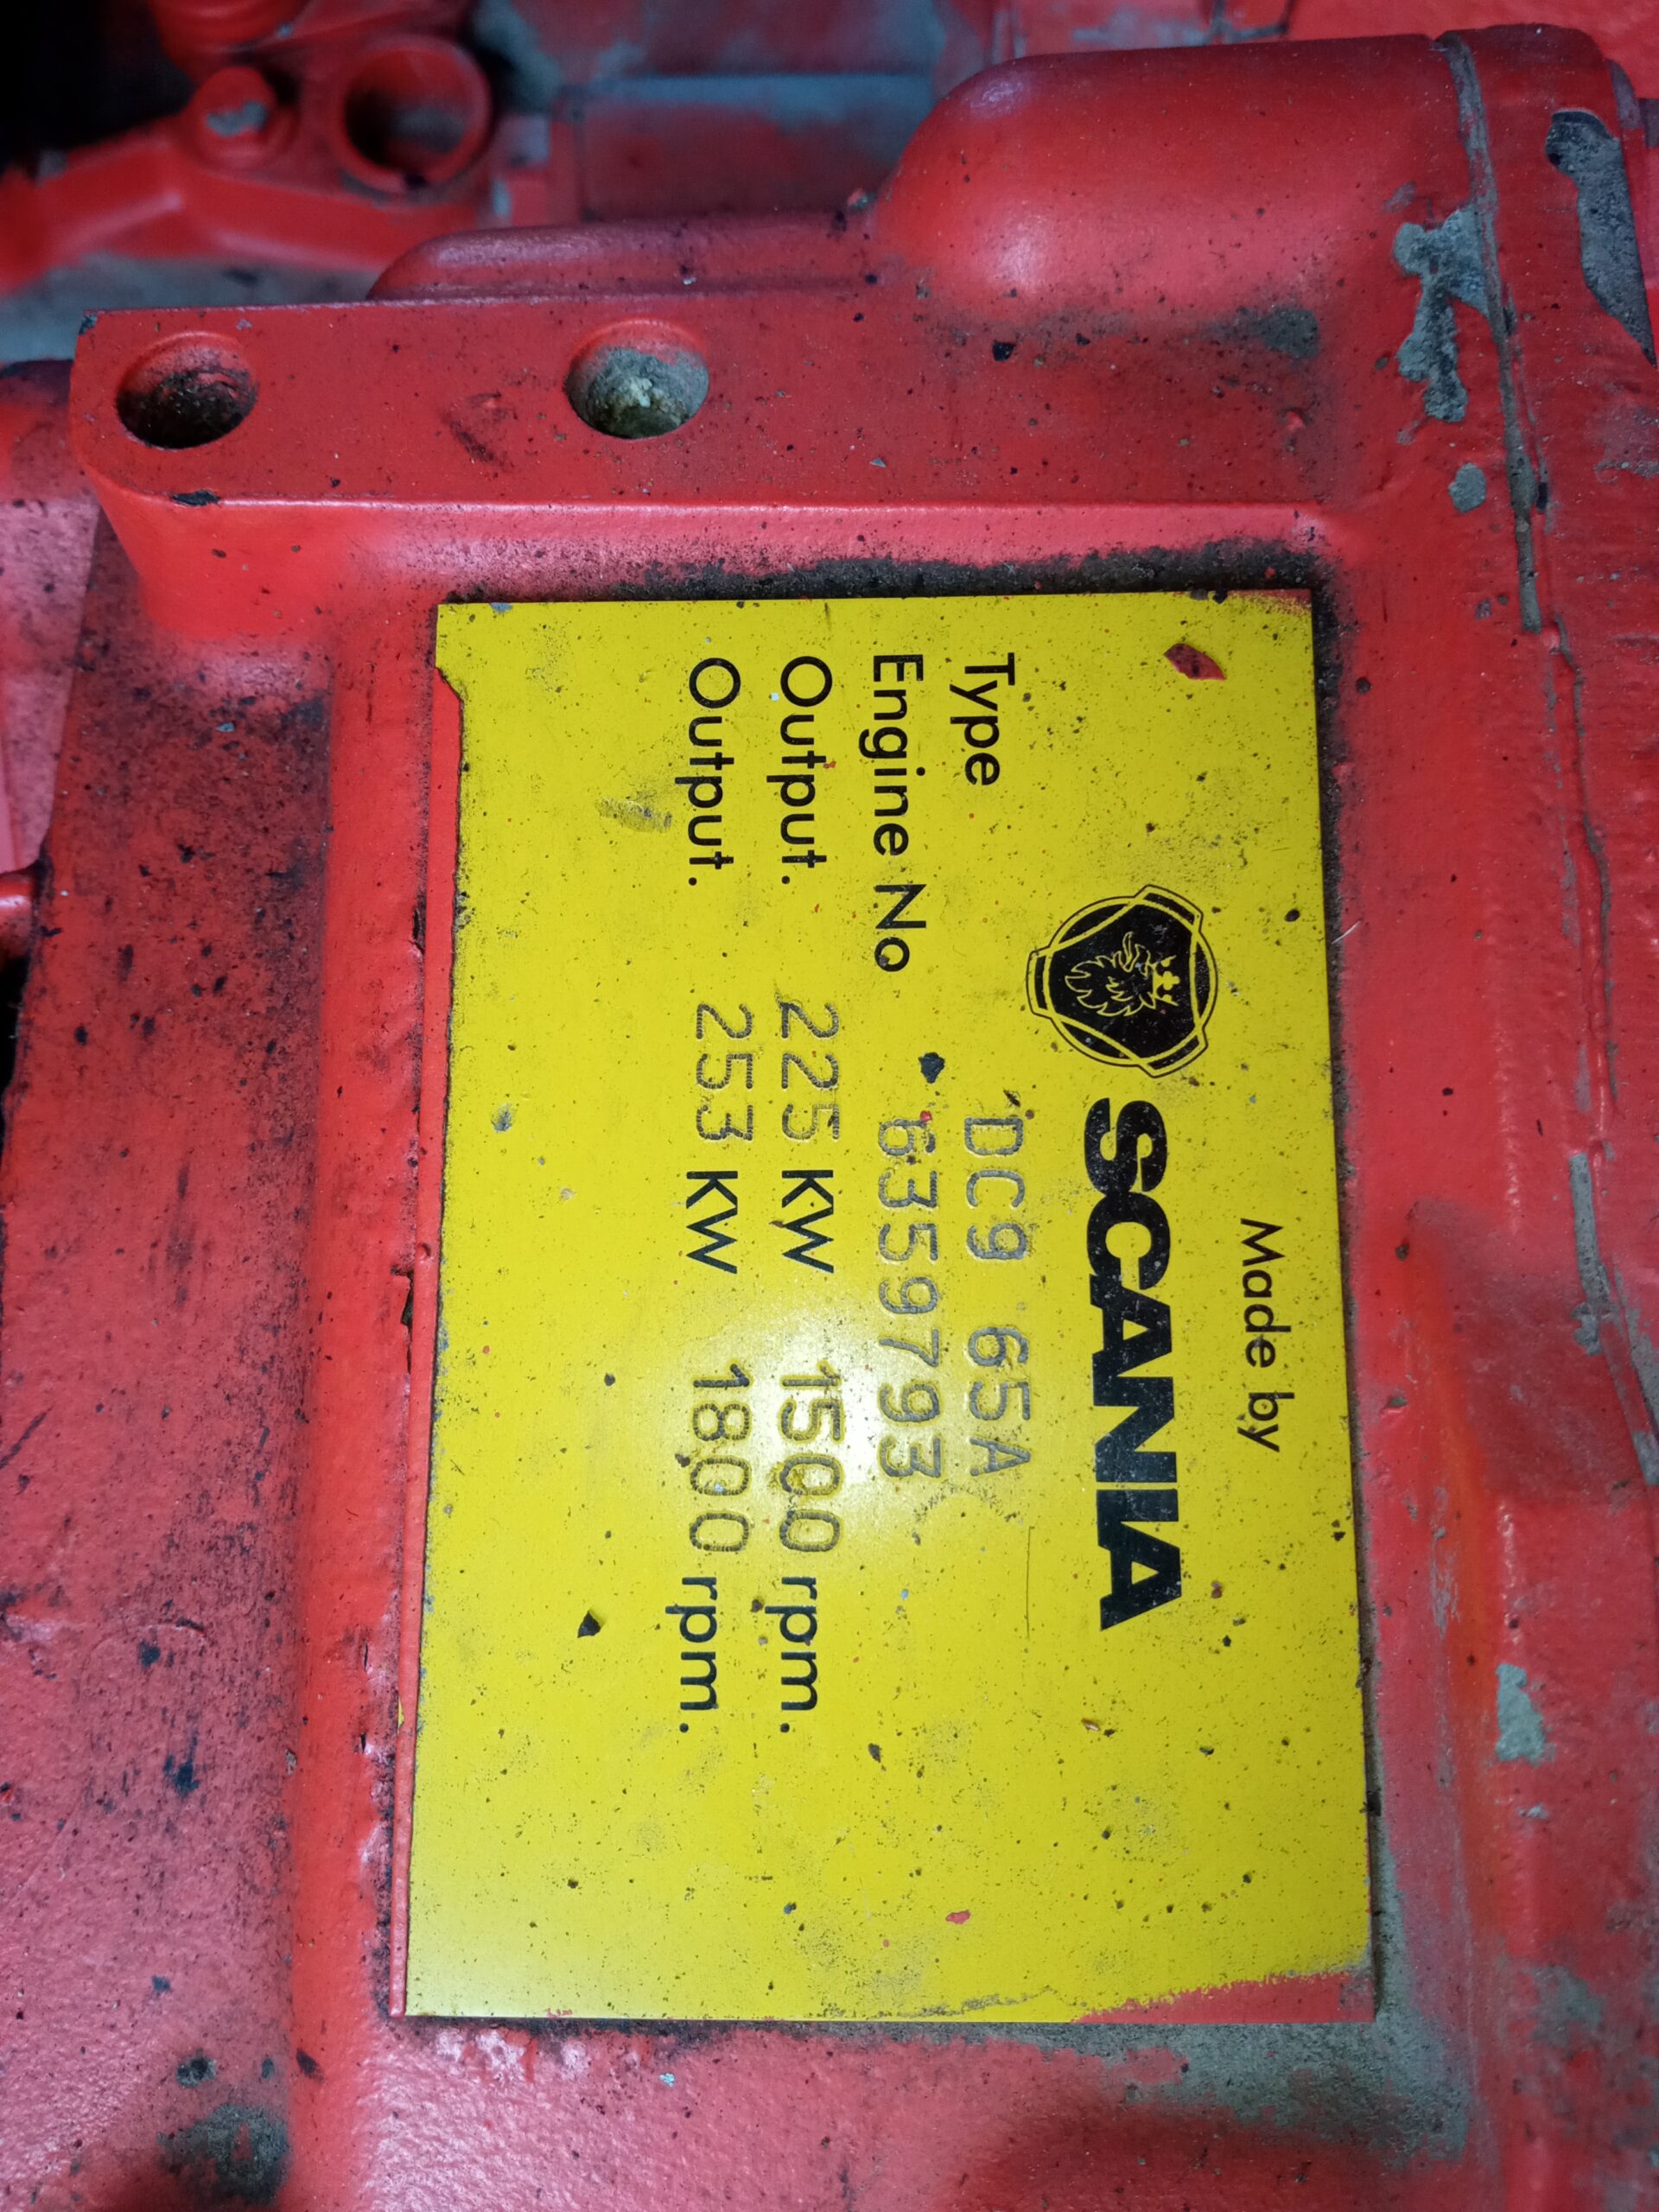 Made by
SCANIA
Type DC9 65A
Engine No 6359793
Output. 225 KW 1500 rpm.
Output. 253 KW 1800 rpm.